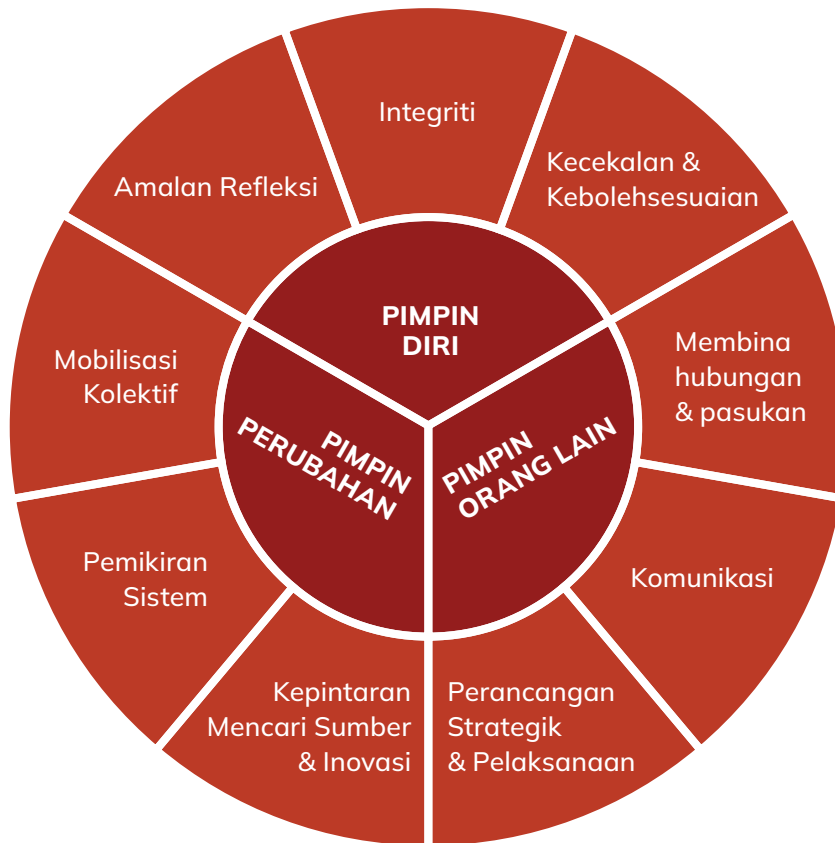 Integriti
Kecekalan &
Kebolehsesuaian
Amalan Refleksi
PIMPIN
DIRI
Membina
hubungan
& pasukan
Mobilisasi
Kolektif
PIMPIN
PERUBAHAN
PIMPIN
ORANG LAIN
Pemikiran
Sistem
Komunikasi
Kepintaran
Mencari Sumber
& Inovasi
Perancangan
Strategik
& Pelaksanaan